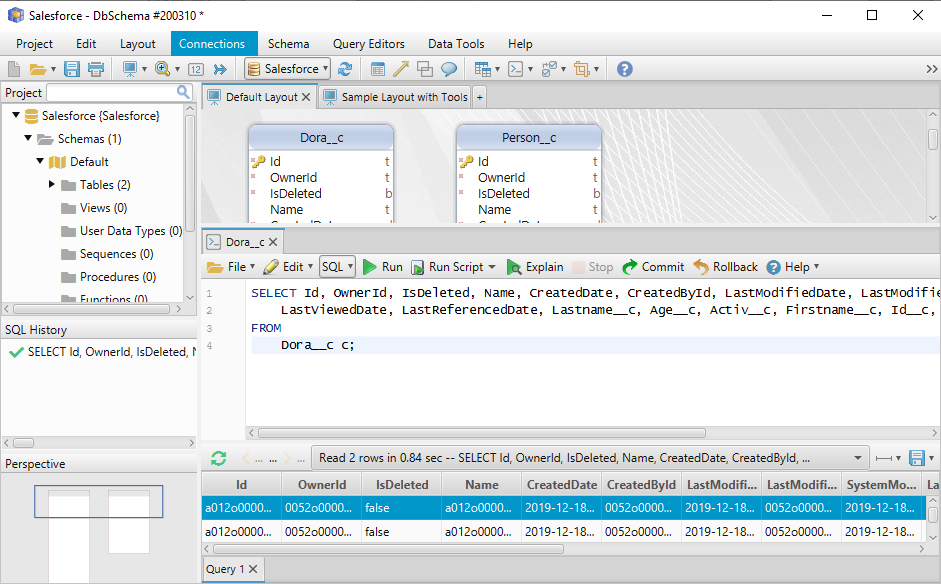 Salesforce - DbSchema #200310 *
Project Edit Layout Connections Schema Query Editors Data Tools Help
12 Salesforce
Project
Default Layout Sample Layout with Tools +
Salesforce {Salesforce}
Schemas (1)
Default
Tables (2)
Views (0)
User Data Types (0)
Sequences (0)
Procedures (0)
Functions (0)
Dora__c
Id t
OwnerId t
IsDeleted b
Name t
CreatedDate
Person__c
Id t
OwnerId t
IsDeleted b
Name t
CreatedDate
SQL History
SELECT Id, OwnerId, IsDeleted, N
Perspective
Dora__c
File Edit SQL Run Run Script Explain Stop Commit Rollback Help
1 SELECT Id, OwnerId, IsDeleted, Name, CreatedDate, CreatedById, LastModifiedDate, LastModifie
2 LastViewedDate, LastReferencedDate, Lastname__c, Age__c, Activ__c, Firstname__c, Id__c,
3 FROM
4 Dora__c c;
... ... ... Read 2 rows in 0.84 sec -- SELECT Id, OwnerId, IsDeleted, Name, CreatedDate, CreatedById, ...
Id OwnerId IsDeleted Name CreatedDate CreatedById LastModifi... LastModifi... SystemMo... La
a012o0000... 0052o0000... false a012o0000... 2019-12-18... 0052o0000... 2019-12-18... 0052o0000... 2019-12-18...
a012o0000... 0052o0000... false a012o0000... 2019-12-18... 0052o0000... 2019-12-18... 0052o0000... 2019-12-18...
Query 1